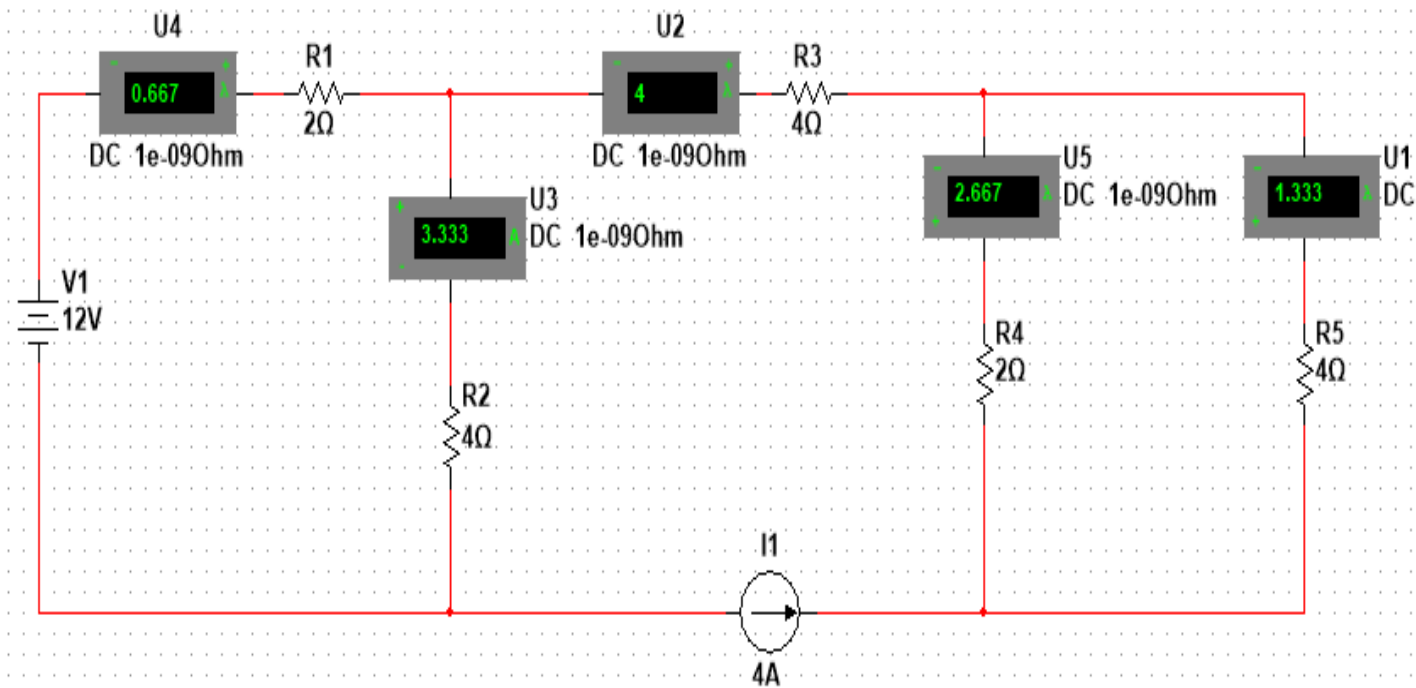 U4
0.667
A
DC 1e-09Ohm
R1
2Ω
U2
4
A
DC 1e-09Ohm
R3
4Ω
U3
3.333
A
DC 1e-09Ohm
U5
2.667
A
DC 1e-09Ohm
U1
1.333
A
DC
V1
12V
R2
4Ω
R4
2Ω
R5
4Ω
I1
4A